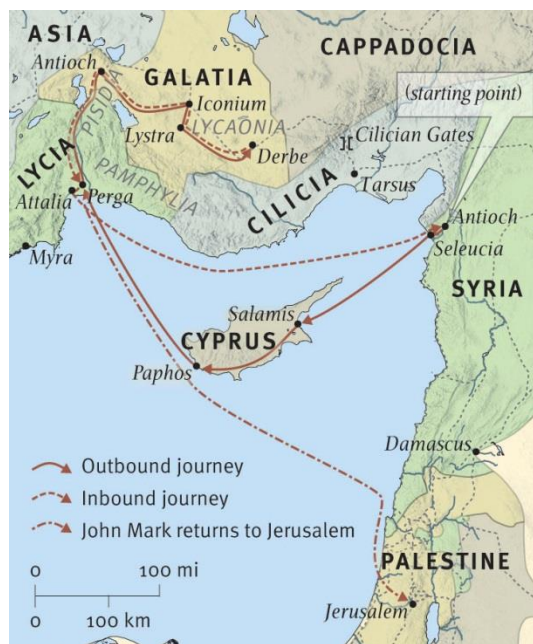 ASIA
CAPPADOCIA
Antioch
GALATIA
(starting point)
PISIDIA
Iconium
Lystra
LYCAONIA
Cilician Gates
Derbe
LYCIA
PAMPHYLIA
CILICIA
Tarsus
Attalia
Perga
Antioch
Seleucia
Myra
SYRIA
Salamis
CYPRUS
Paphos
Damascus
Outbound journey
Inbound journey
John Mark returns to Jerusalem
PALESTINE
0 100 mi
0 100 km
Jerusalem